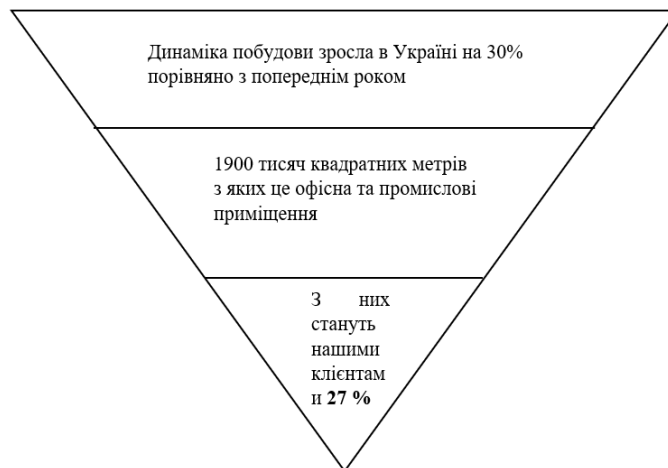 Динаміка побудови зросла в Україні на 30%
порівняно з попереднім роком
1900 тисяч квадратних метрів
з яких це офісна та промислові
приміщення
З них
стануть
нашими
клієнтам
и 27 %